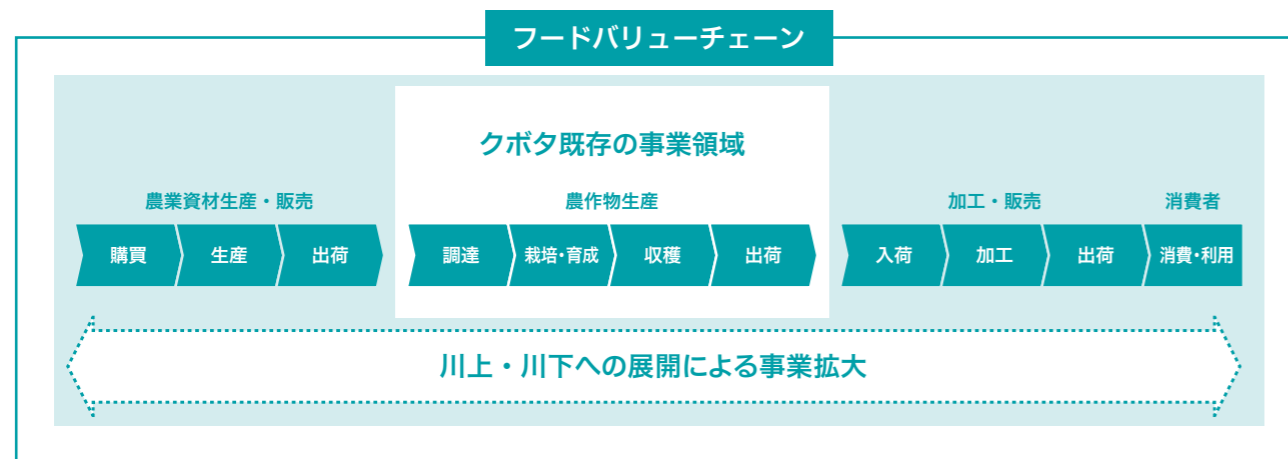 フードバリューチェーン
クボタ既存の事業領域
農業資材生産・販売
購買
生産
出荷
農作物生産
調達
栽培・育成
収穫
出荷
加工・販売
消費者
入荷
加工
出荷
消費・利用
川上・川下への展開による事業拡大